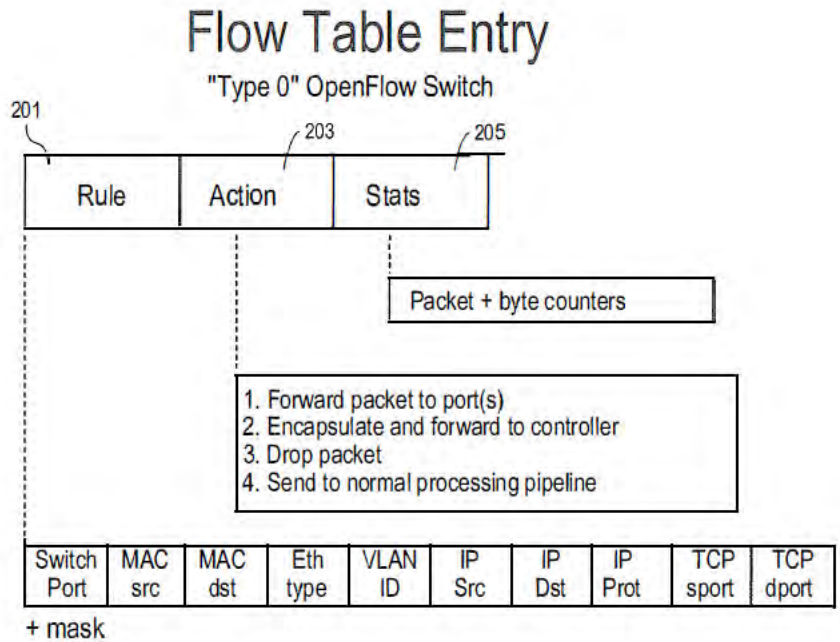 Flow Table Entry
"Type 0" OpenFlow Switch
201
203
205
Rule
Action
Stats
Packet + byte counters
1. Forward packet to port(s)
2. Encapsulate and forward to controller
3. Drop packet
4. Send to normal processing pipeline
Switch Port
MAC src
MAC dst
Eth type
VLAN ID
IP Src
IP Dst
IP Prot
TCP sport
TCP dport
+ mask